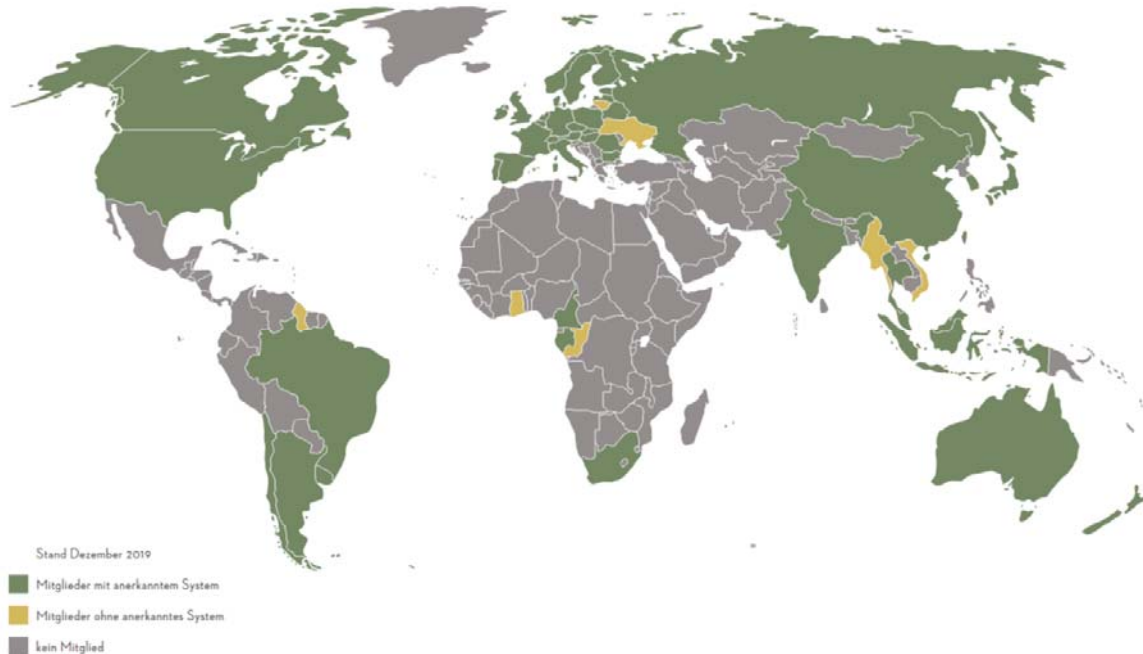 Stand Dezember 2019
Mitglieder mit anerkanntem System
Mitglieder ohne anerkanntes System
kein Mitglied